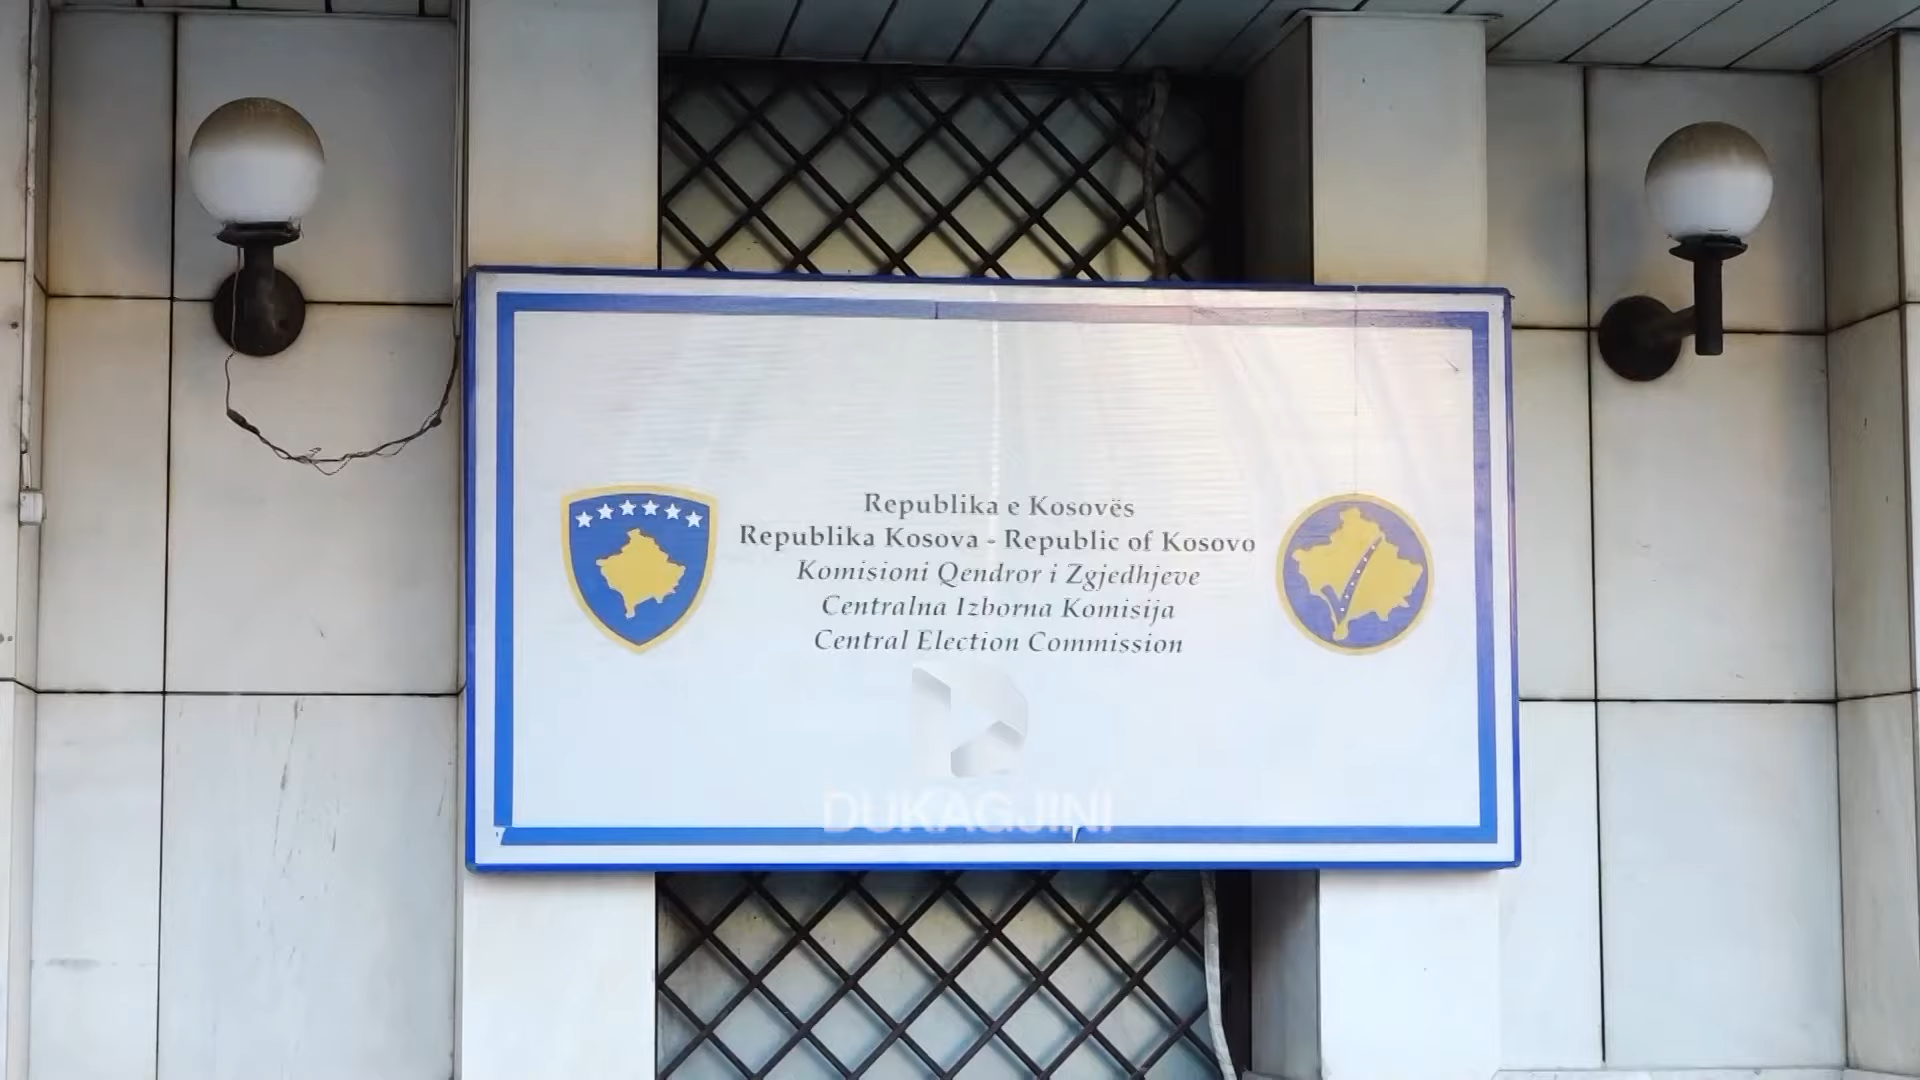 Republika e Kosovës
Republika Kosova - Republic of Kosovo
Komisioni Qendror i Zgjedhjeve
Centralna Izborna Komisija
Central Election Commission
DUKAGJINI